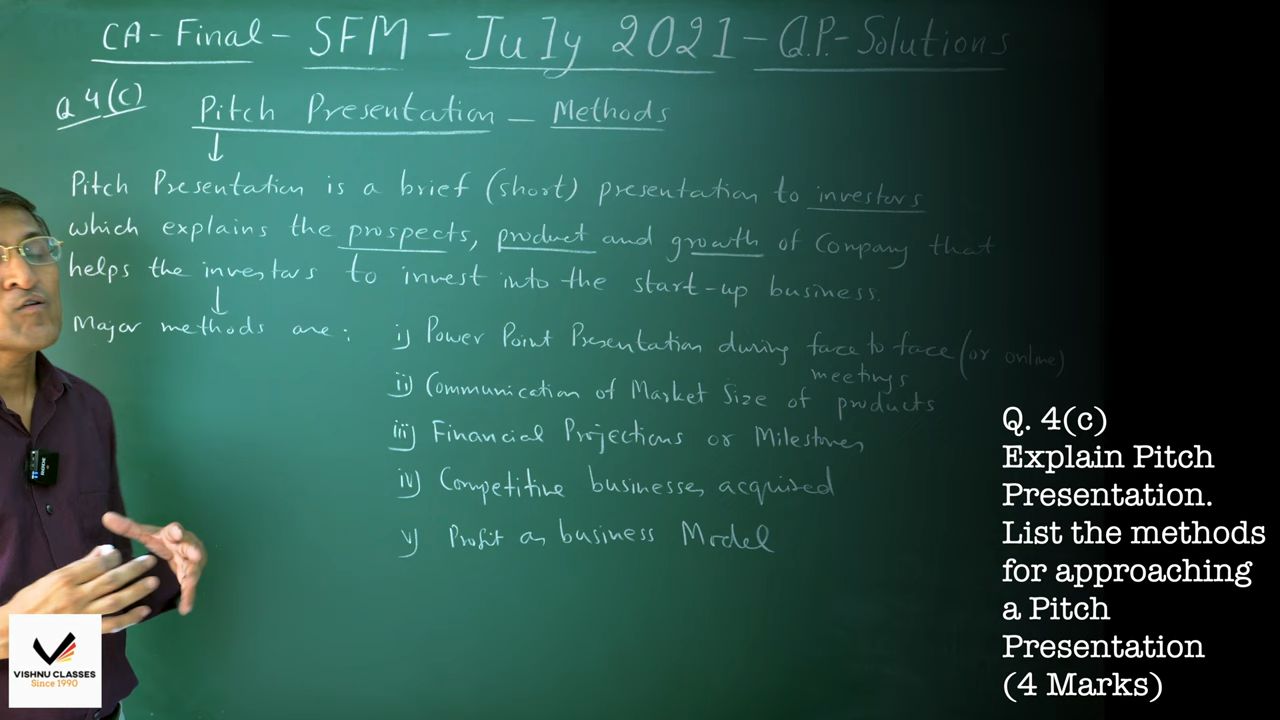 CA-Final - SFM - July 2021 - Q.P.-Solutions
Q 4(c) Pitch Presentation - Methods
Pitch Presentation is a brief (short) presentation to investors
which explains the prospects, product and growth of Company that
helps the investors to invest into the start-up business.
Major methods are: i) Power Point Presentation during face to face (or online)
meetings
ii) Communication of Market Size of products
iii) Financial Projections or Milestones
iv) Competitive businesses acquired
v) Profit as business Model
Q. 4(c)
Explain Pitch
Presentation.
List the methods
for approaching
a Pitch
Presentation
(4 Marks)
VISHNU CLASSES
Since 1990